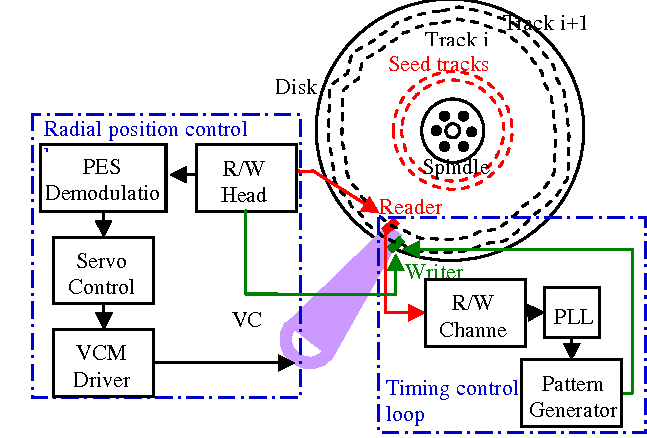 Track i+1
Track i
Seed tracks
Disk
Spindle
Radial position control
PES
Demodulatio
R/W
Head
Reader
Writer
Servo
Control
VC
VCM
Driver
R/W
Channe
PLL
Timing control
loop
Pattern
Generator